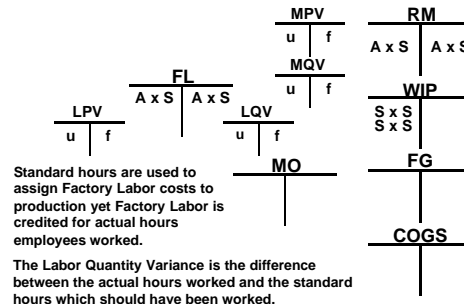 MPV
RM
u f
A x S A x S
MQV
FL
u f
WIP
A x S A x S
S x S
S x S
LPV
LQV
u f
u f
MO
FG
Standard hours are used to
assign Factory Labor costs to
production yet Factory Labor is
credited for actual hours
employees worked.
COGS
The Labor Quantity Variance is the difference
between the actual hours worked and the standard
hours which should have been worked.